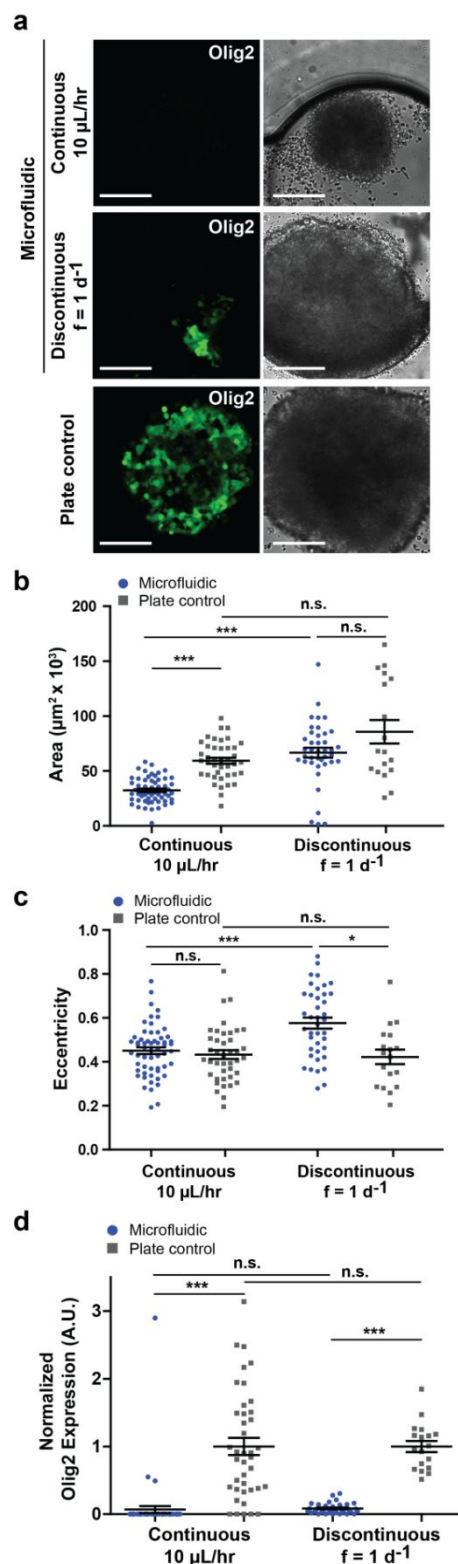 a
Microfluidic
Continuous
10 µL/hr
Olig2
Discontinuous
f = 1 d⁻¹
Olig2
Plate control
Olig2
b
Microfluidic
Plate control
n.s.
***
n.s.
***
Area (µm² x 10³)
200
150
100
50
0
Continuous
10 µL/hr
Discontinuous
f = 1 d⁻¹
c
Microfluidic
Plate control
n.s.
***
*
n.s.
Eccentricity
1.0
0.8
0.6
0.4
0.2
0.0
Continuous
10 µL/hr
Discontinuous
f = 1 d⁻¹
d
Microfluidic
Plate control
n.s.
n.s.
***
***
Normalized
Olig2 Expression (A.U.)
3
2
1
0
Continuous
10 µL/hr
Discontinuous
f = 1 d⁻¹